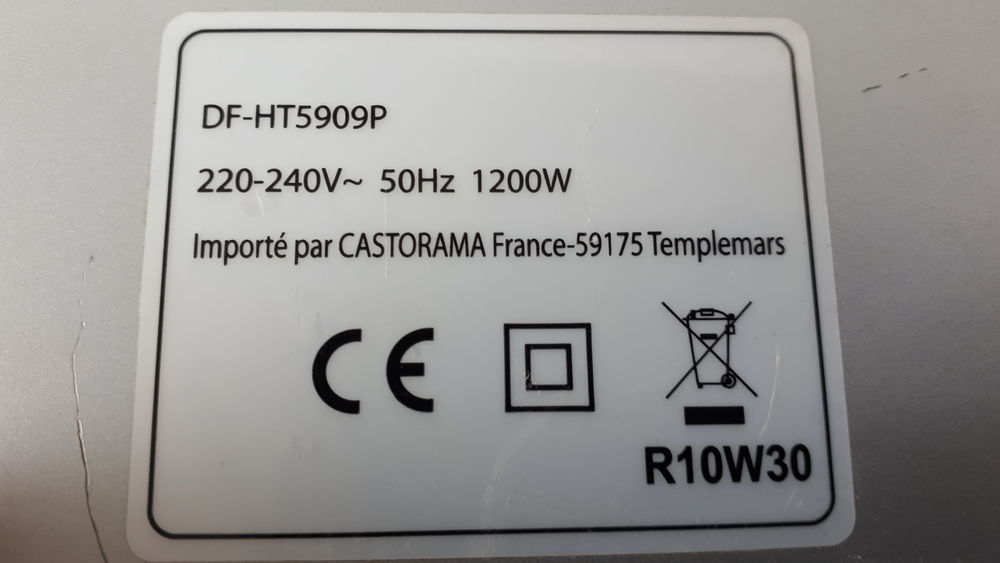 DF-HT5909P
220-240V~ 50Hz 1200W
Importé par CASTORAMA France-59175 Templemars
CE
R10W30